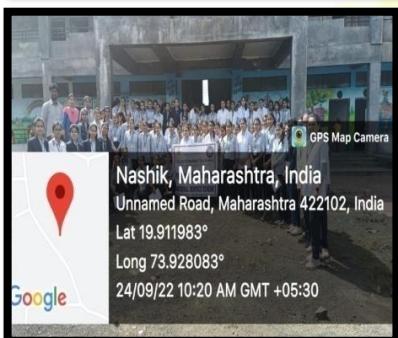 GPS Map Camera
Nashik, Maharashtra, India
Unnamed Road, Maharashtra 422102, India
Lat 19.911983°
Long 73.928083°
24/09/22 10:20 AM GMT +05:30
Google